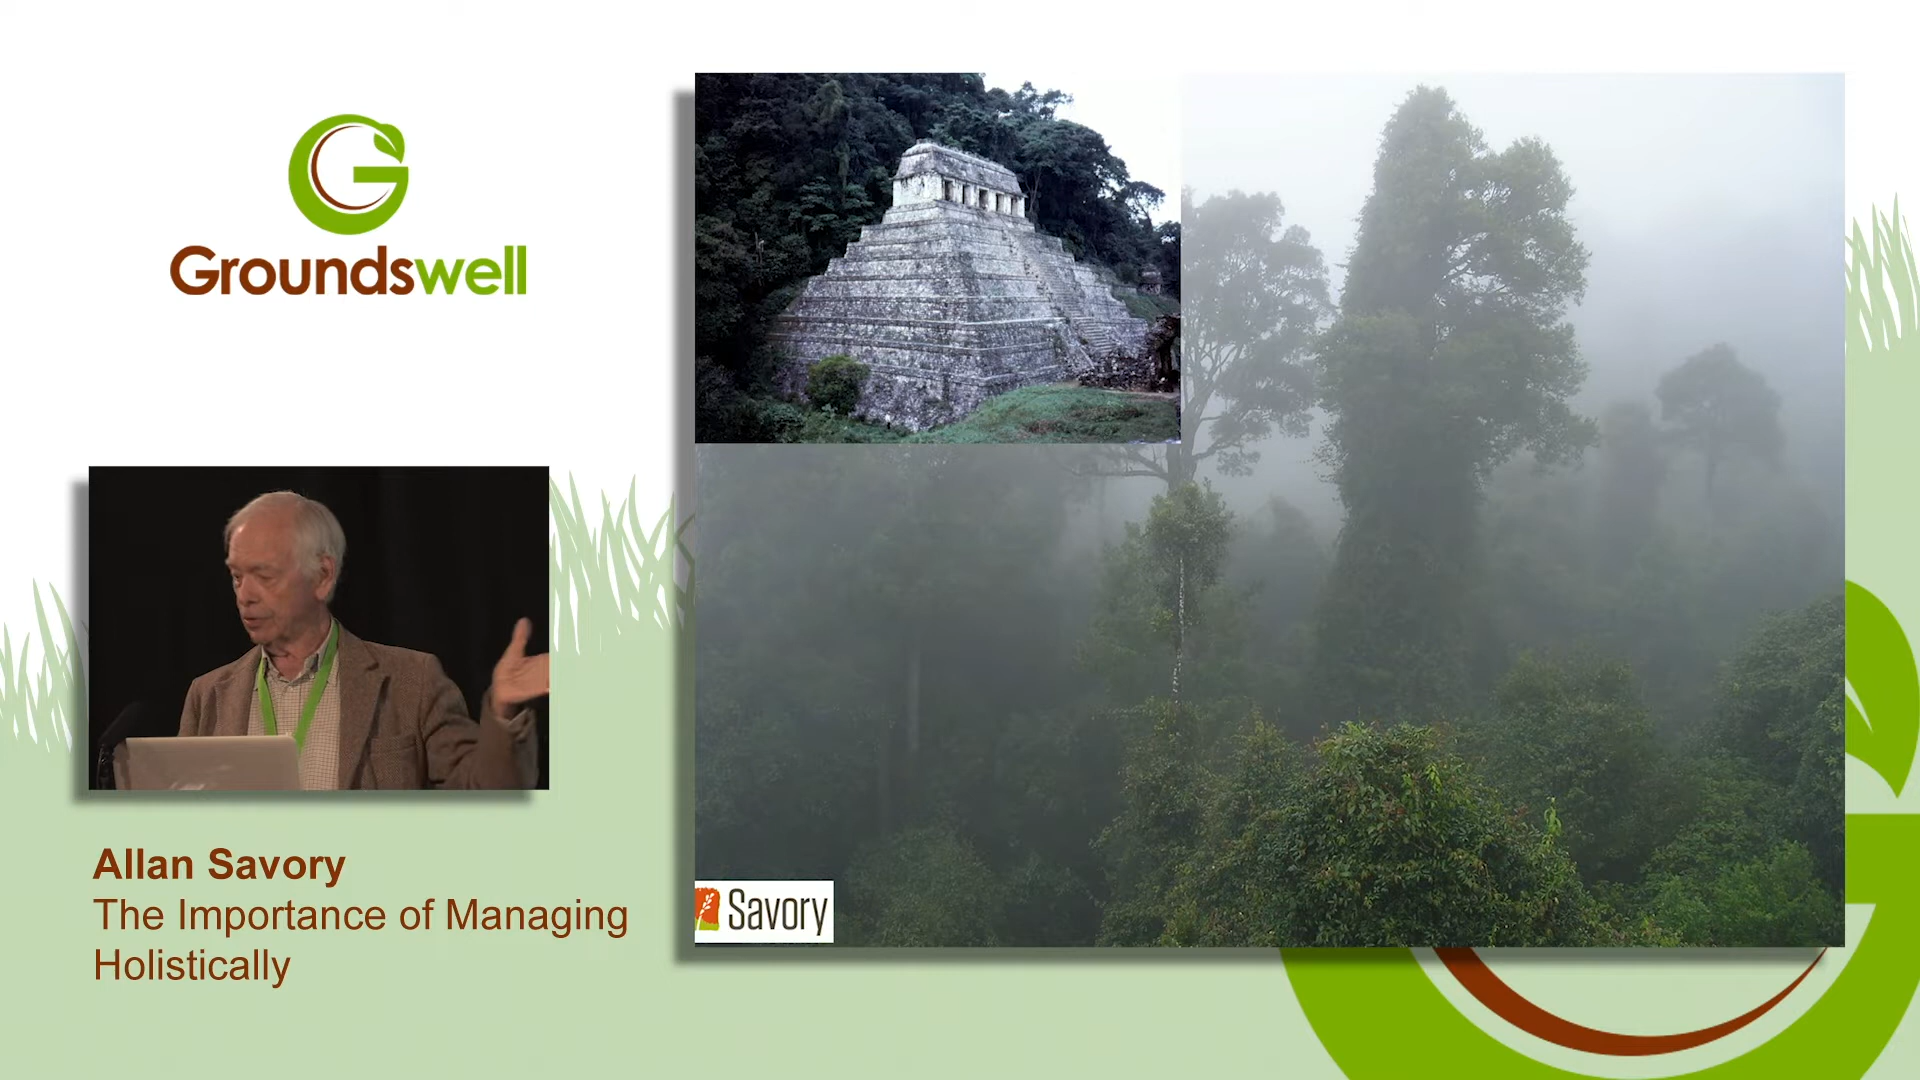 Groundswell
Allan Savory
The Importance of Managing
Holistically
Savory